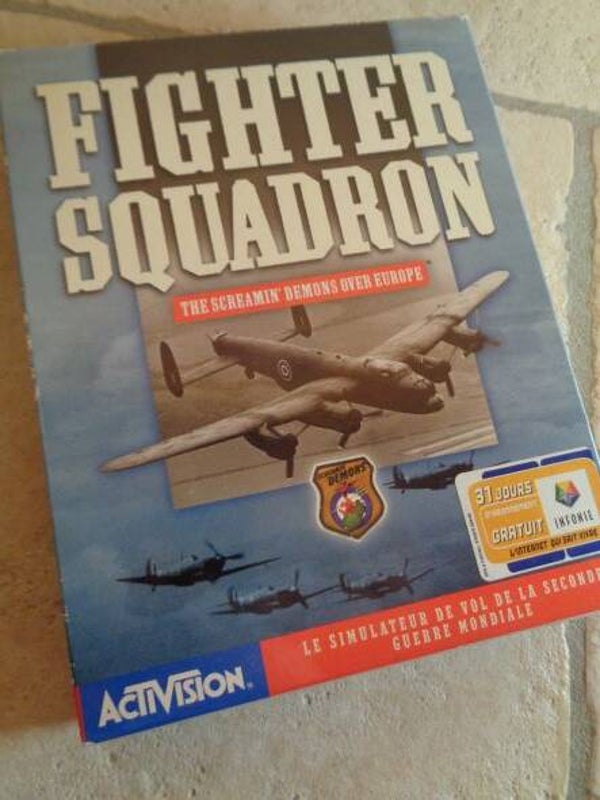 FIGHTER
SQUADRON
THE SCREAMIN' DEMONS OVER EUROPE
DEMONS
31 JOURS
D'ABONNEMENT
GRATUIT
INFONIE
L'INTERNET QUI SAIT VIVRE
LE SIMULATEUR DE VOL DE LA SECONDE
GUERRE MONDIALE
ACTIVISION